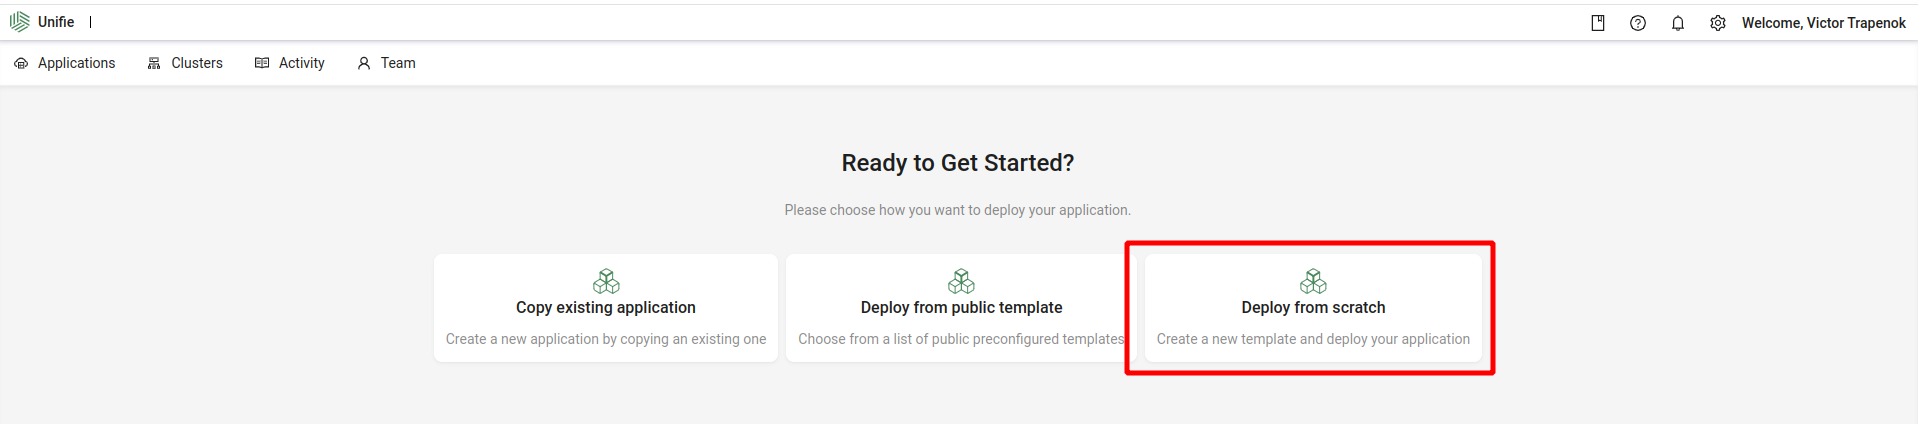 Unifie |
Welcome, Victor Trapenok
Applications Clusters Activity Team
Ready to Get Started?
Please choose how you want to deploy your application.
Copy existing application
Create a new application by copying an existing one
Deploy from public template
Choose from a list of public preconfigured templates
Deploy from scratch
Create a new template and deploy your application